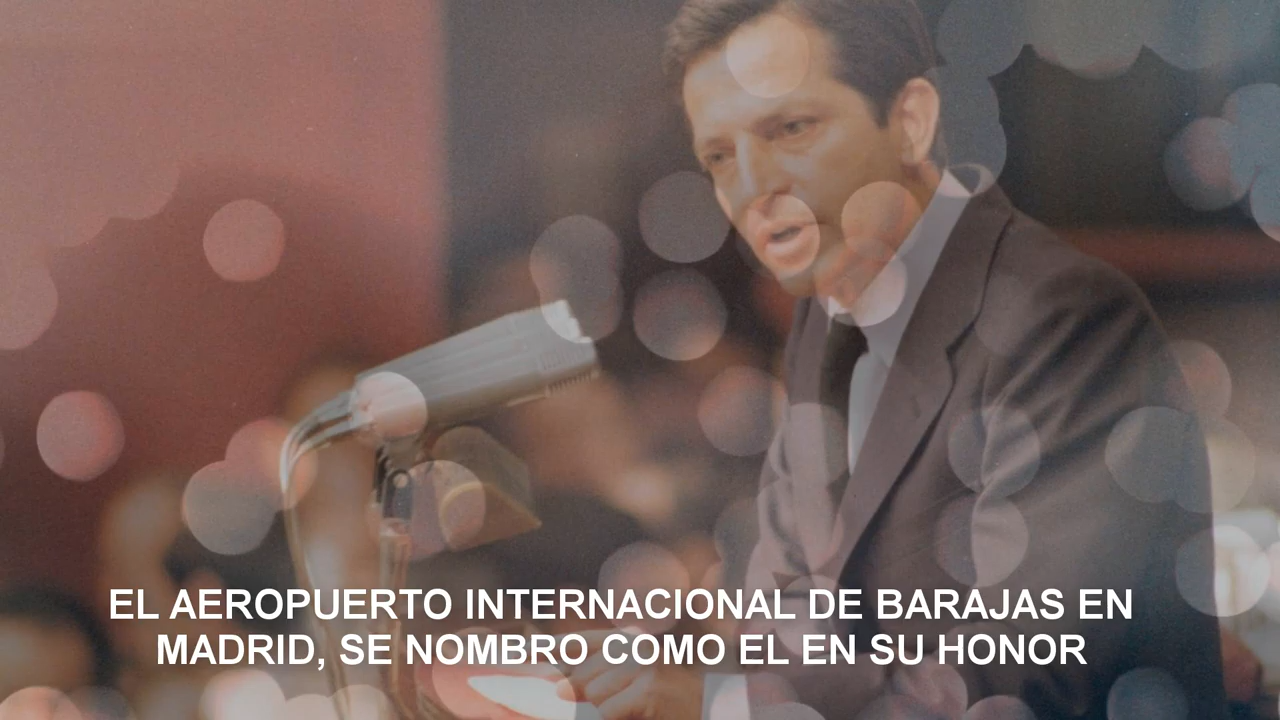 EL AEROPUERTO INTERNACIONAL DE BARAJAS EN
MADRID, SE NOMBRO COMO EL EN SU HONOR